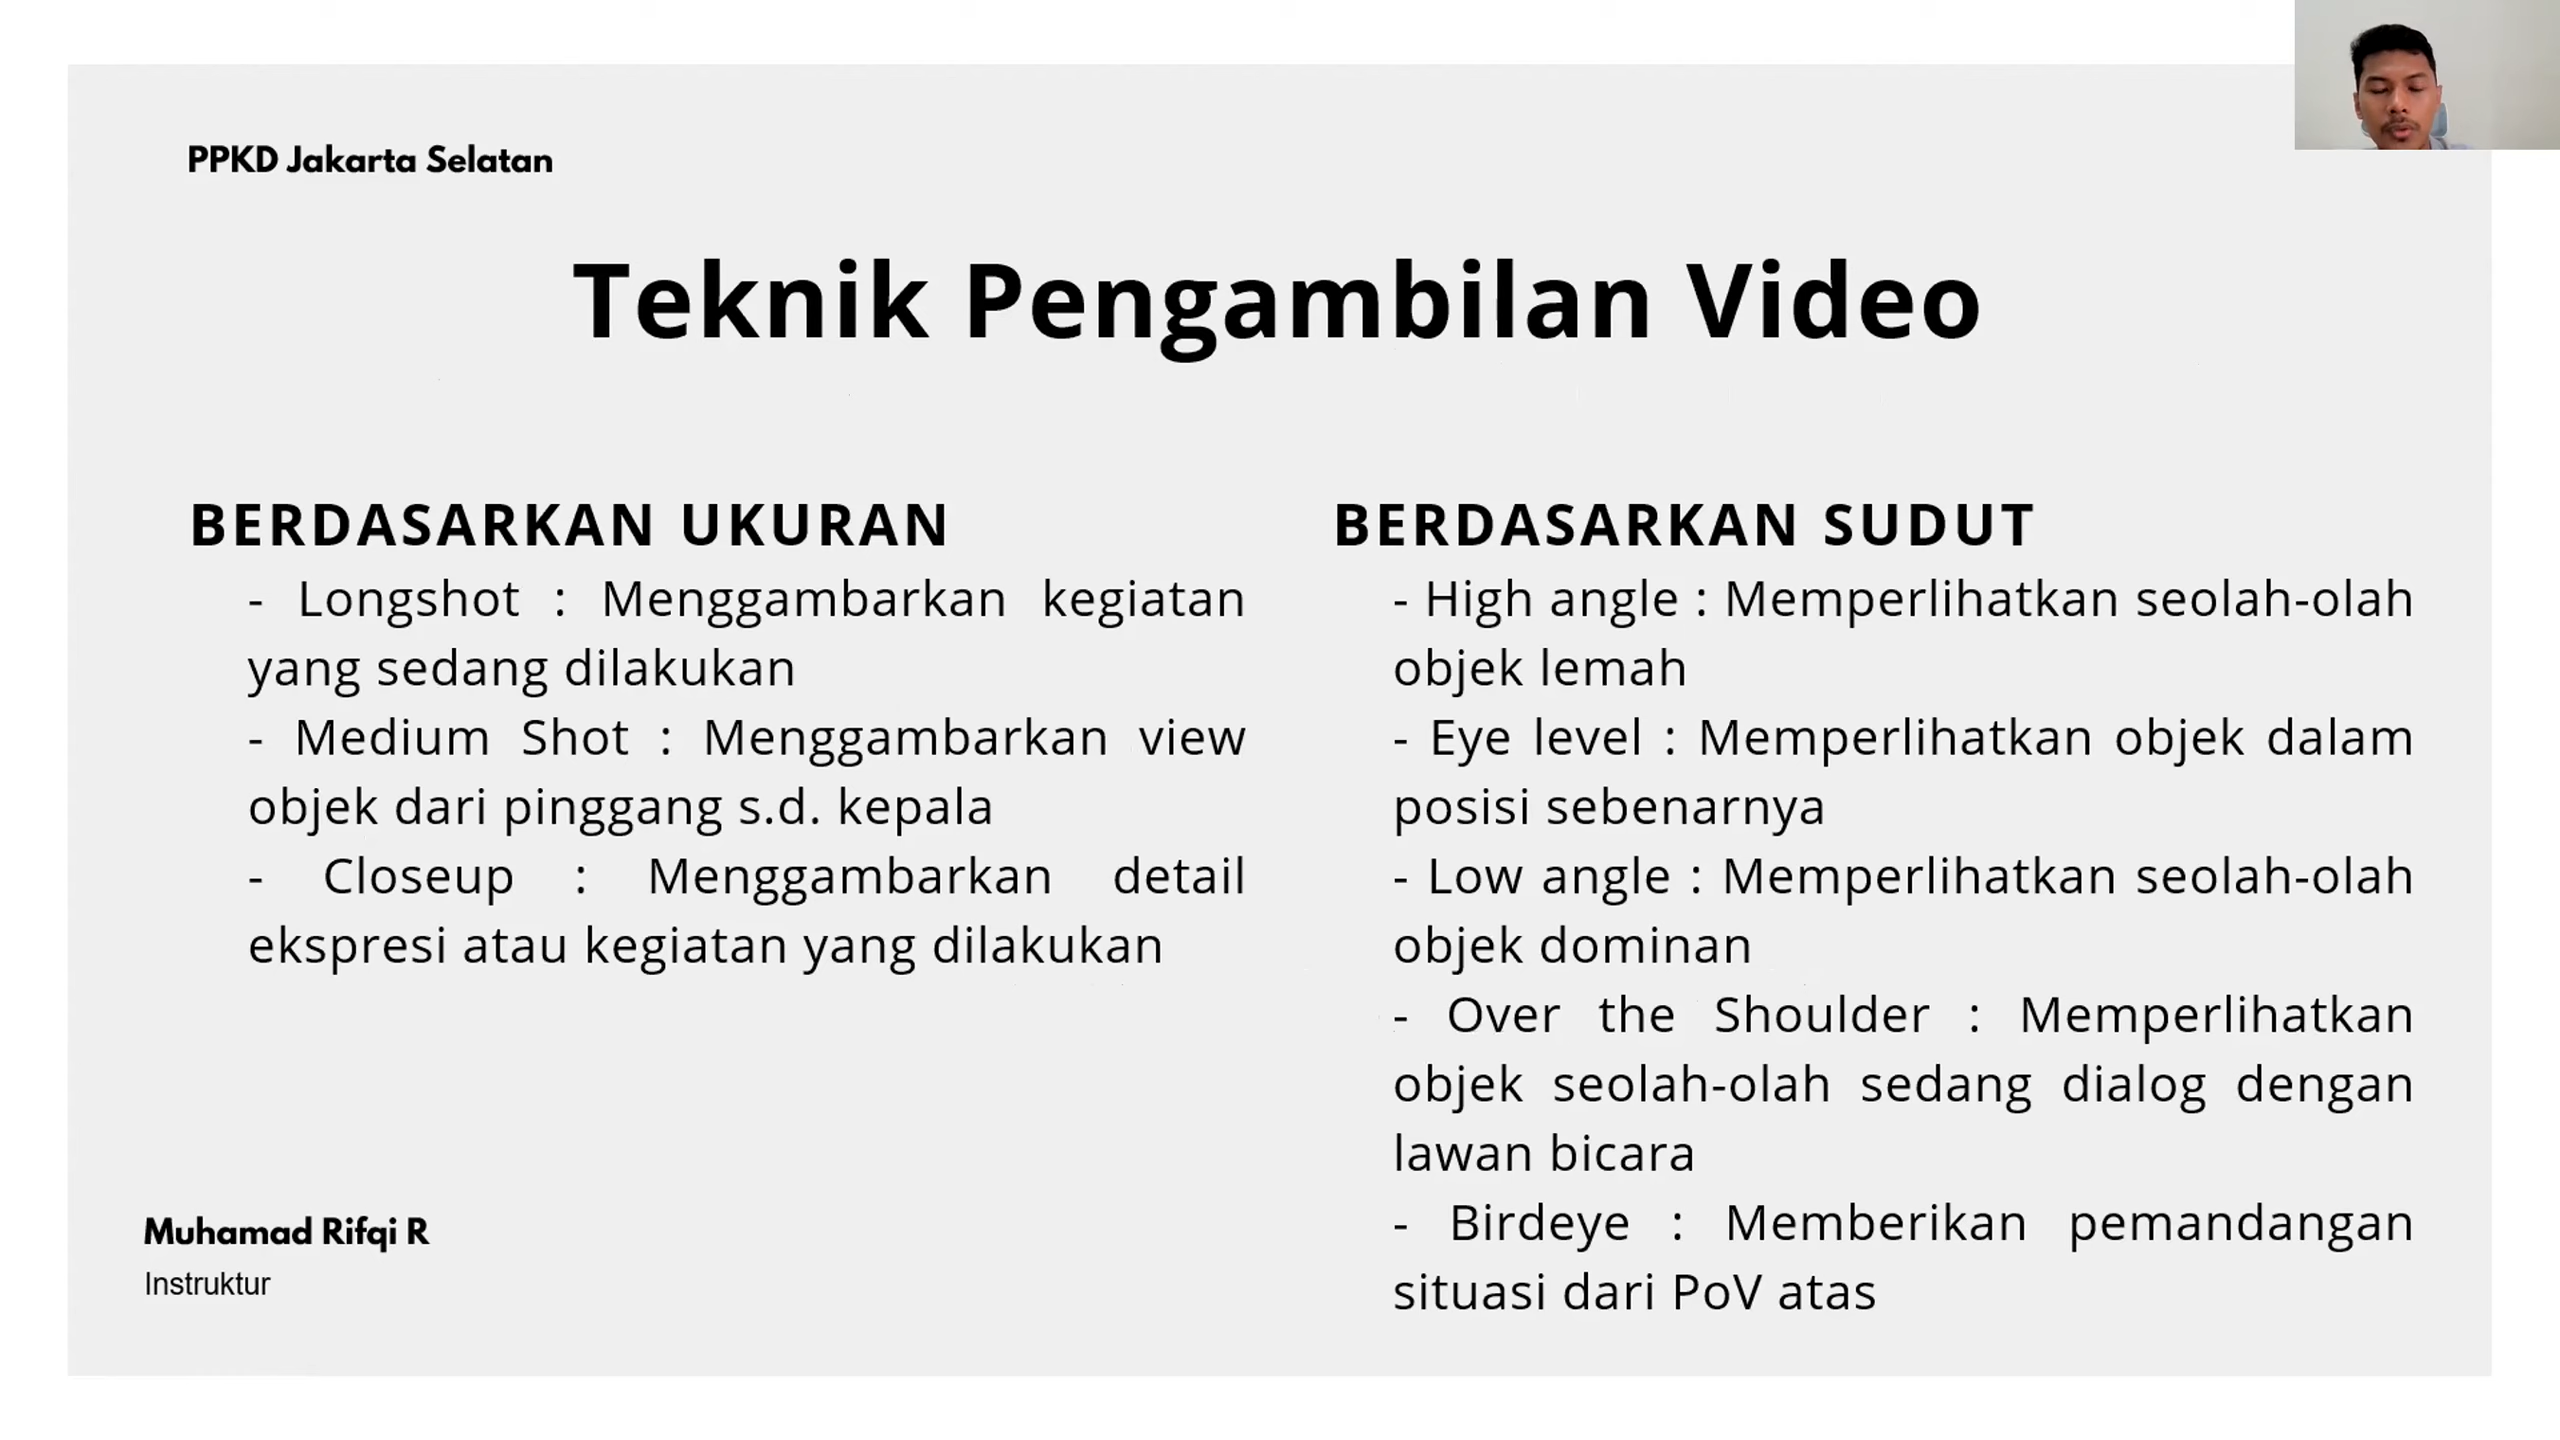 PPKD Jakarta Selatan
Teknik Pengambilan Video
BERDASARKAN UKURAN
- Longshot : Menggambarkan kegiatan
yang sedang dilakukan
- Medium Shot : Menggambarkan view
objek dari pinggang s.d. kepala
- Closeup : Menggambarkan detail
ekspresi atau kegiatan yang dilakukan
BERDASARKAN SUDUT
- High angle : Memperlihatkan seolah-olah
objek lemah
- Eye level : Memperlihatkan objek dalam
posisi sebenarnya
- Low angle : Memperlihatkan seolah-olah
objek dominan
- Over the Shoulder : Memperlihatkan
objek seolah-olah sedang dialog dengan
lawan bicara
- Birdeye : Memberikan pemandangan
situasi dari PoV atas
Muhamad Rifqi R
Instruktur